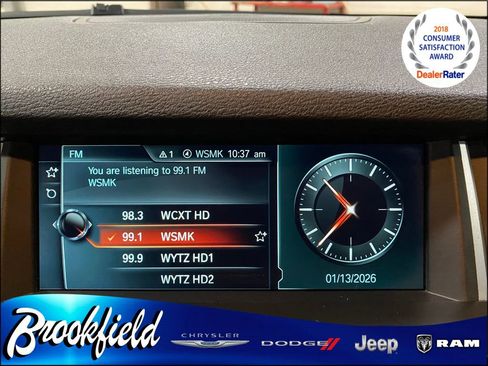 2018
CONSUMER
SATISFACTION
AWARD
DealerRater
FM
1 WSMK 10:37 am
You are listening to 99.1 FM
WSMK
98.3 WCXT HD
99.1 WSMK
99.9 WYTZ HD1
WYTZ HD2
01/13/2026
Brookfield
CHRYSLER
DODGE
Jeep
RAM